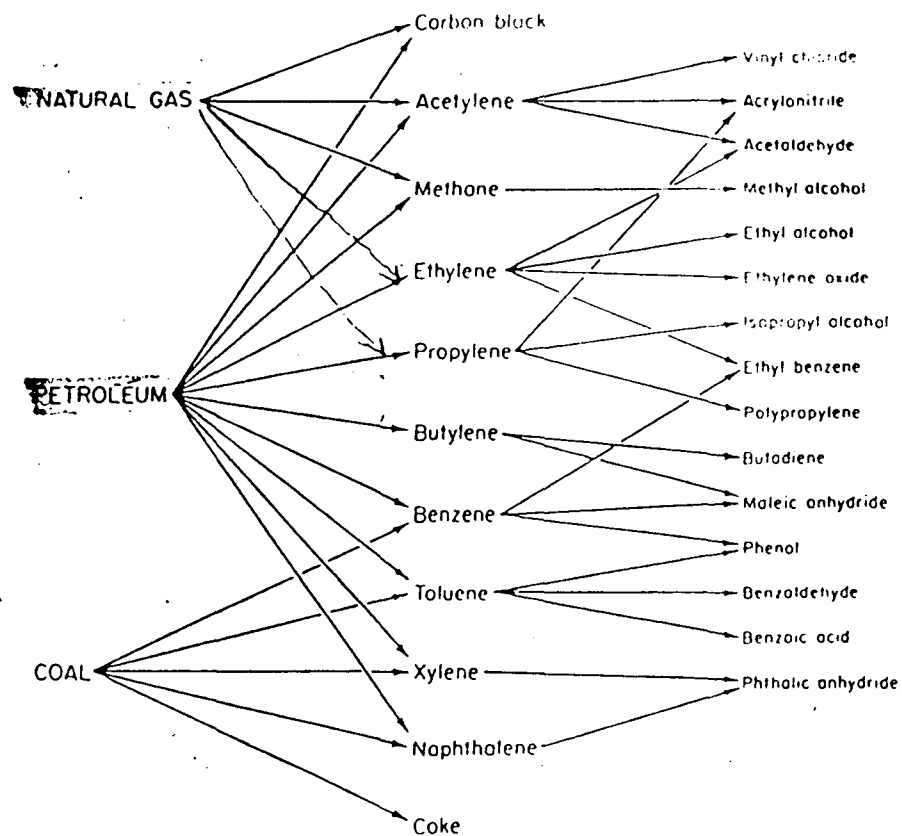 Carbon black
Vinyl chloride
NATURAL GAS
Acetylene
Acrylonitrile
Acetaldehyde
Methane
Methyl alcohol
Ethyl alcohol
Ethylene
Ethylene oxide
Isopropyl alcohol
Propylene
Ethyl benzene
PETROLEUM
Polypropylene
Butylene
Butadiene
Maleic anhydride
Benzene
Phenol
Toluene
Benzaldehyde
Benzoic acid
COAL
Xylene
Phthalic anhydride
Naphthalene
Coke